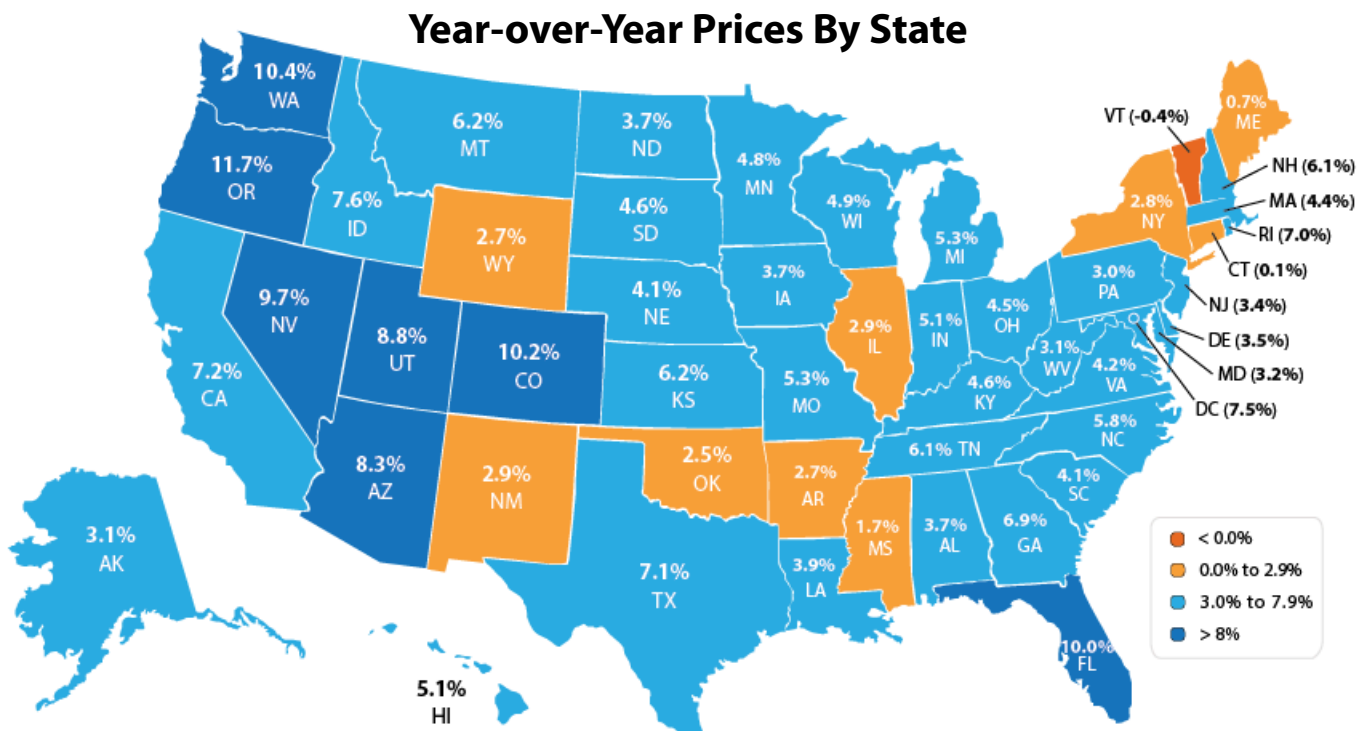 Year-over-Year Prices By State
10.4%
WA
11.7%
OR
7.6%
ID
6.2%
MT
3.7%
ND
4.8%
MN
4.9%
WI
5.3%
MI
2.8%
NY
VT (-0.4%)
0.7%
ME
NH (6.1%)
MA (4.4%)
RI (7.0%)
CT (0.1%)
NJ (3.4%)
DE (3.5%)
MD (3.2%)
DC (7.5%)
2.7%
WY
4.6%
SD
4.1%
NE
3.7%
IA
2.9%
IL
5.1%
IN
4.5%
OH
3.0%
PA
3.1%
WV
4.2%
VA
7.2%
CA
9.7%
NV
8.8%
UT
10.2%
CO
6.2%
KS
5.3%
MO
4.6%
KY
5.8%
NC
6.1% TN
4.1%
SC
8.3%
AZ
2.9%
NM
2.5%
OK
2.7%
AR
1.7%
MS
3.7%
AL
6.9%
GA
7.1%
TX
3.9%
LA
10.0%
FL
3.1%
AK
5.1%
HI
< 0.0%
0.0% to 2.9%
3.0% to 7.9%
> 8%